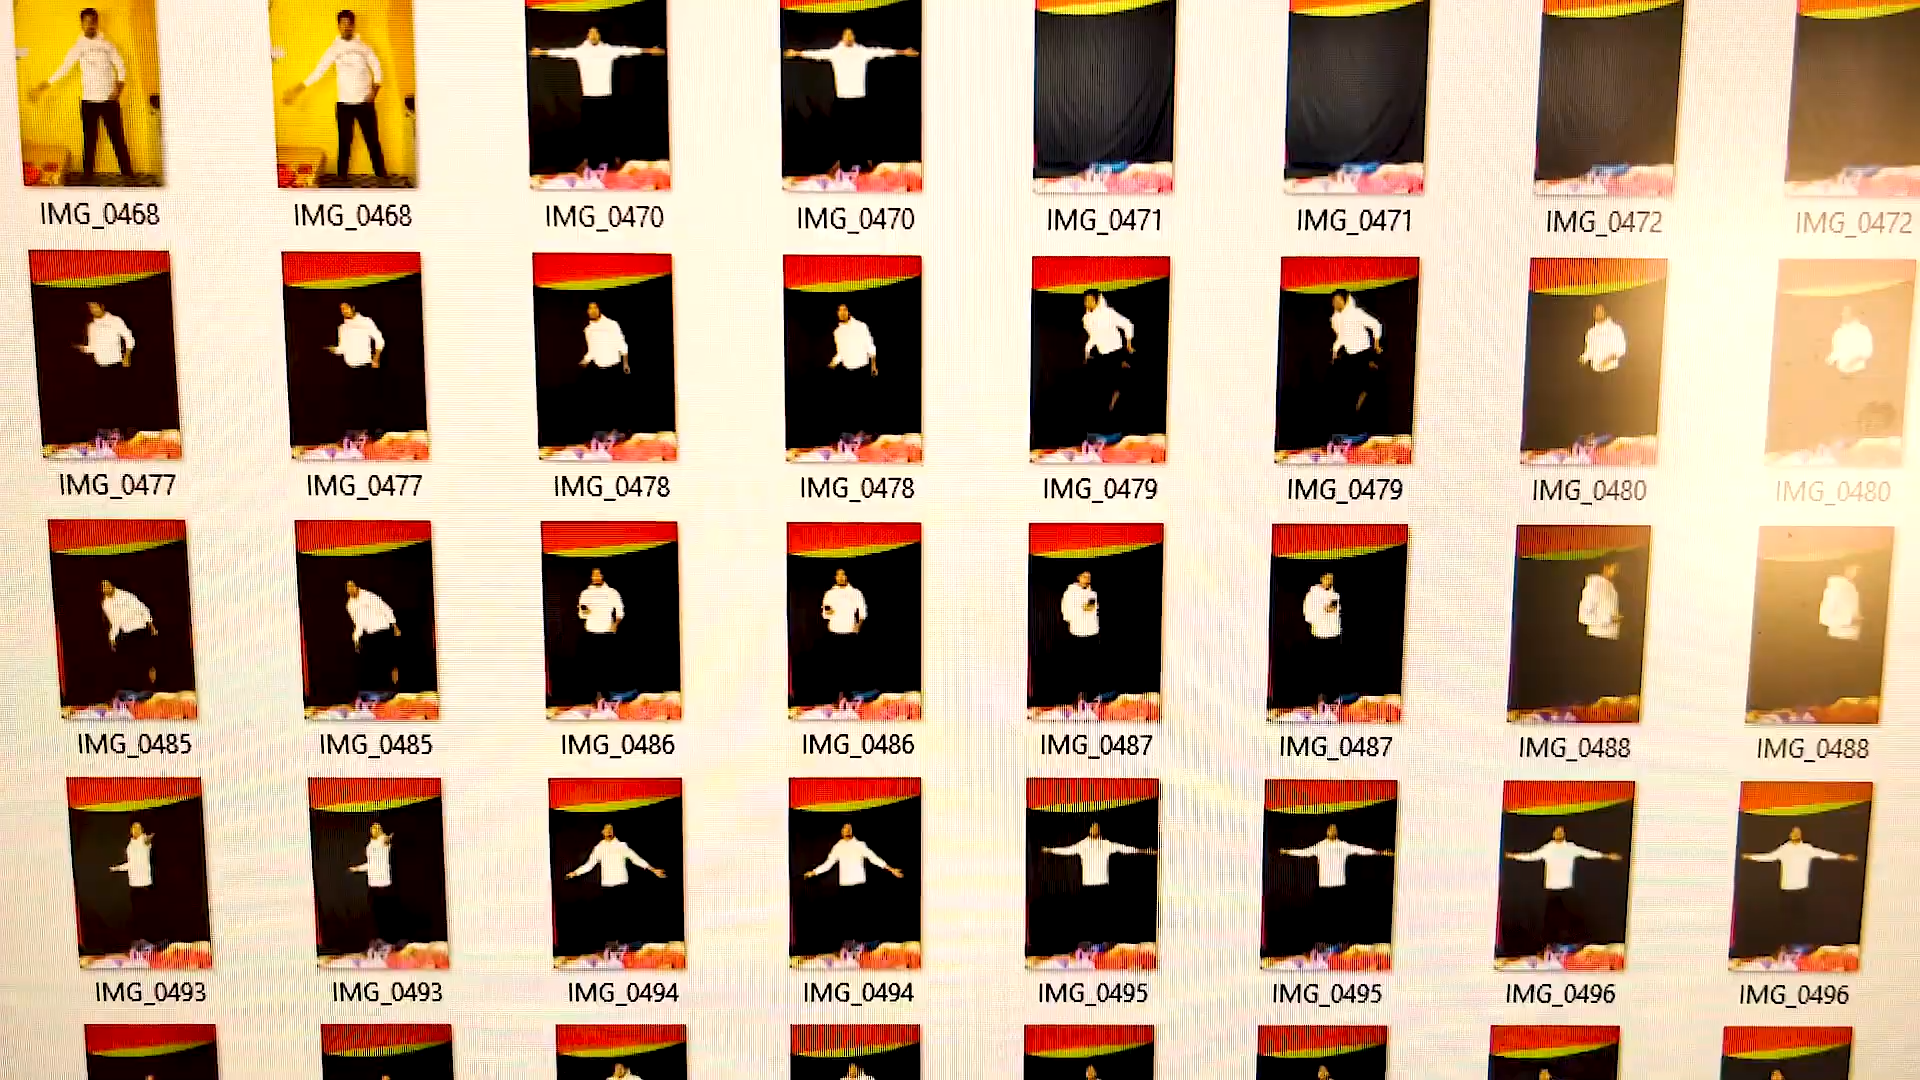 IMG_0468 IMG_0468 IMG_0470 IMG_0470 IMG_0471 IMG_0471 IMG_0472 IMG_0472
IMG_0477 IMG_0477 IMG_0478 IMG_0478 IMG_0479 IMG_0479 IMG_0480 IMG_0480
IMG_0485 IMG_0485 IMG_0486 IMG_0486 IMG_0487 IMG_0487 IMG_0488 IMG_0488
IMG_0493 IMG_0493 IMG_0494 IMG_0494 IMG_0495 IMG_0495 IMG_0496 IMG_0496